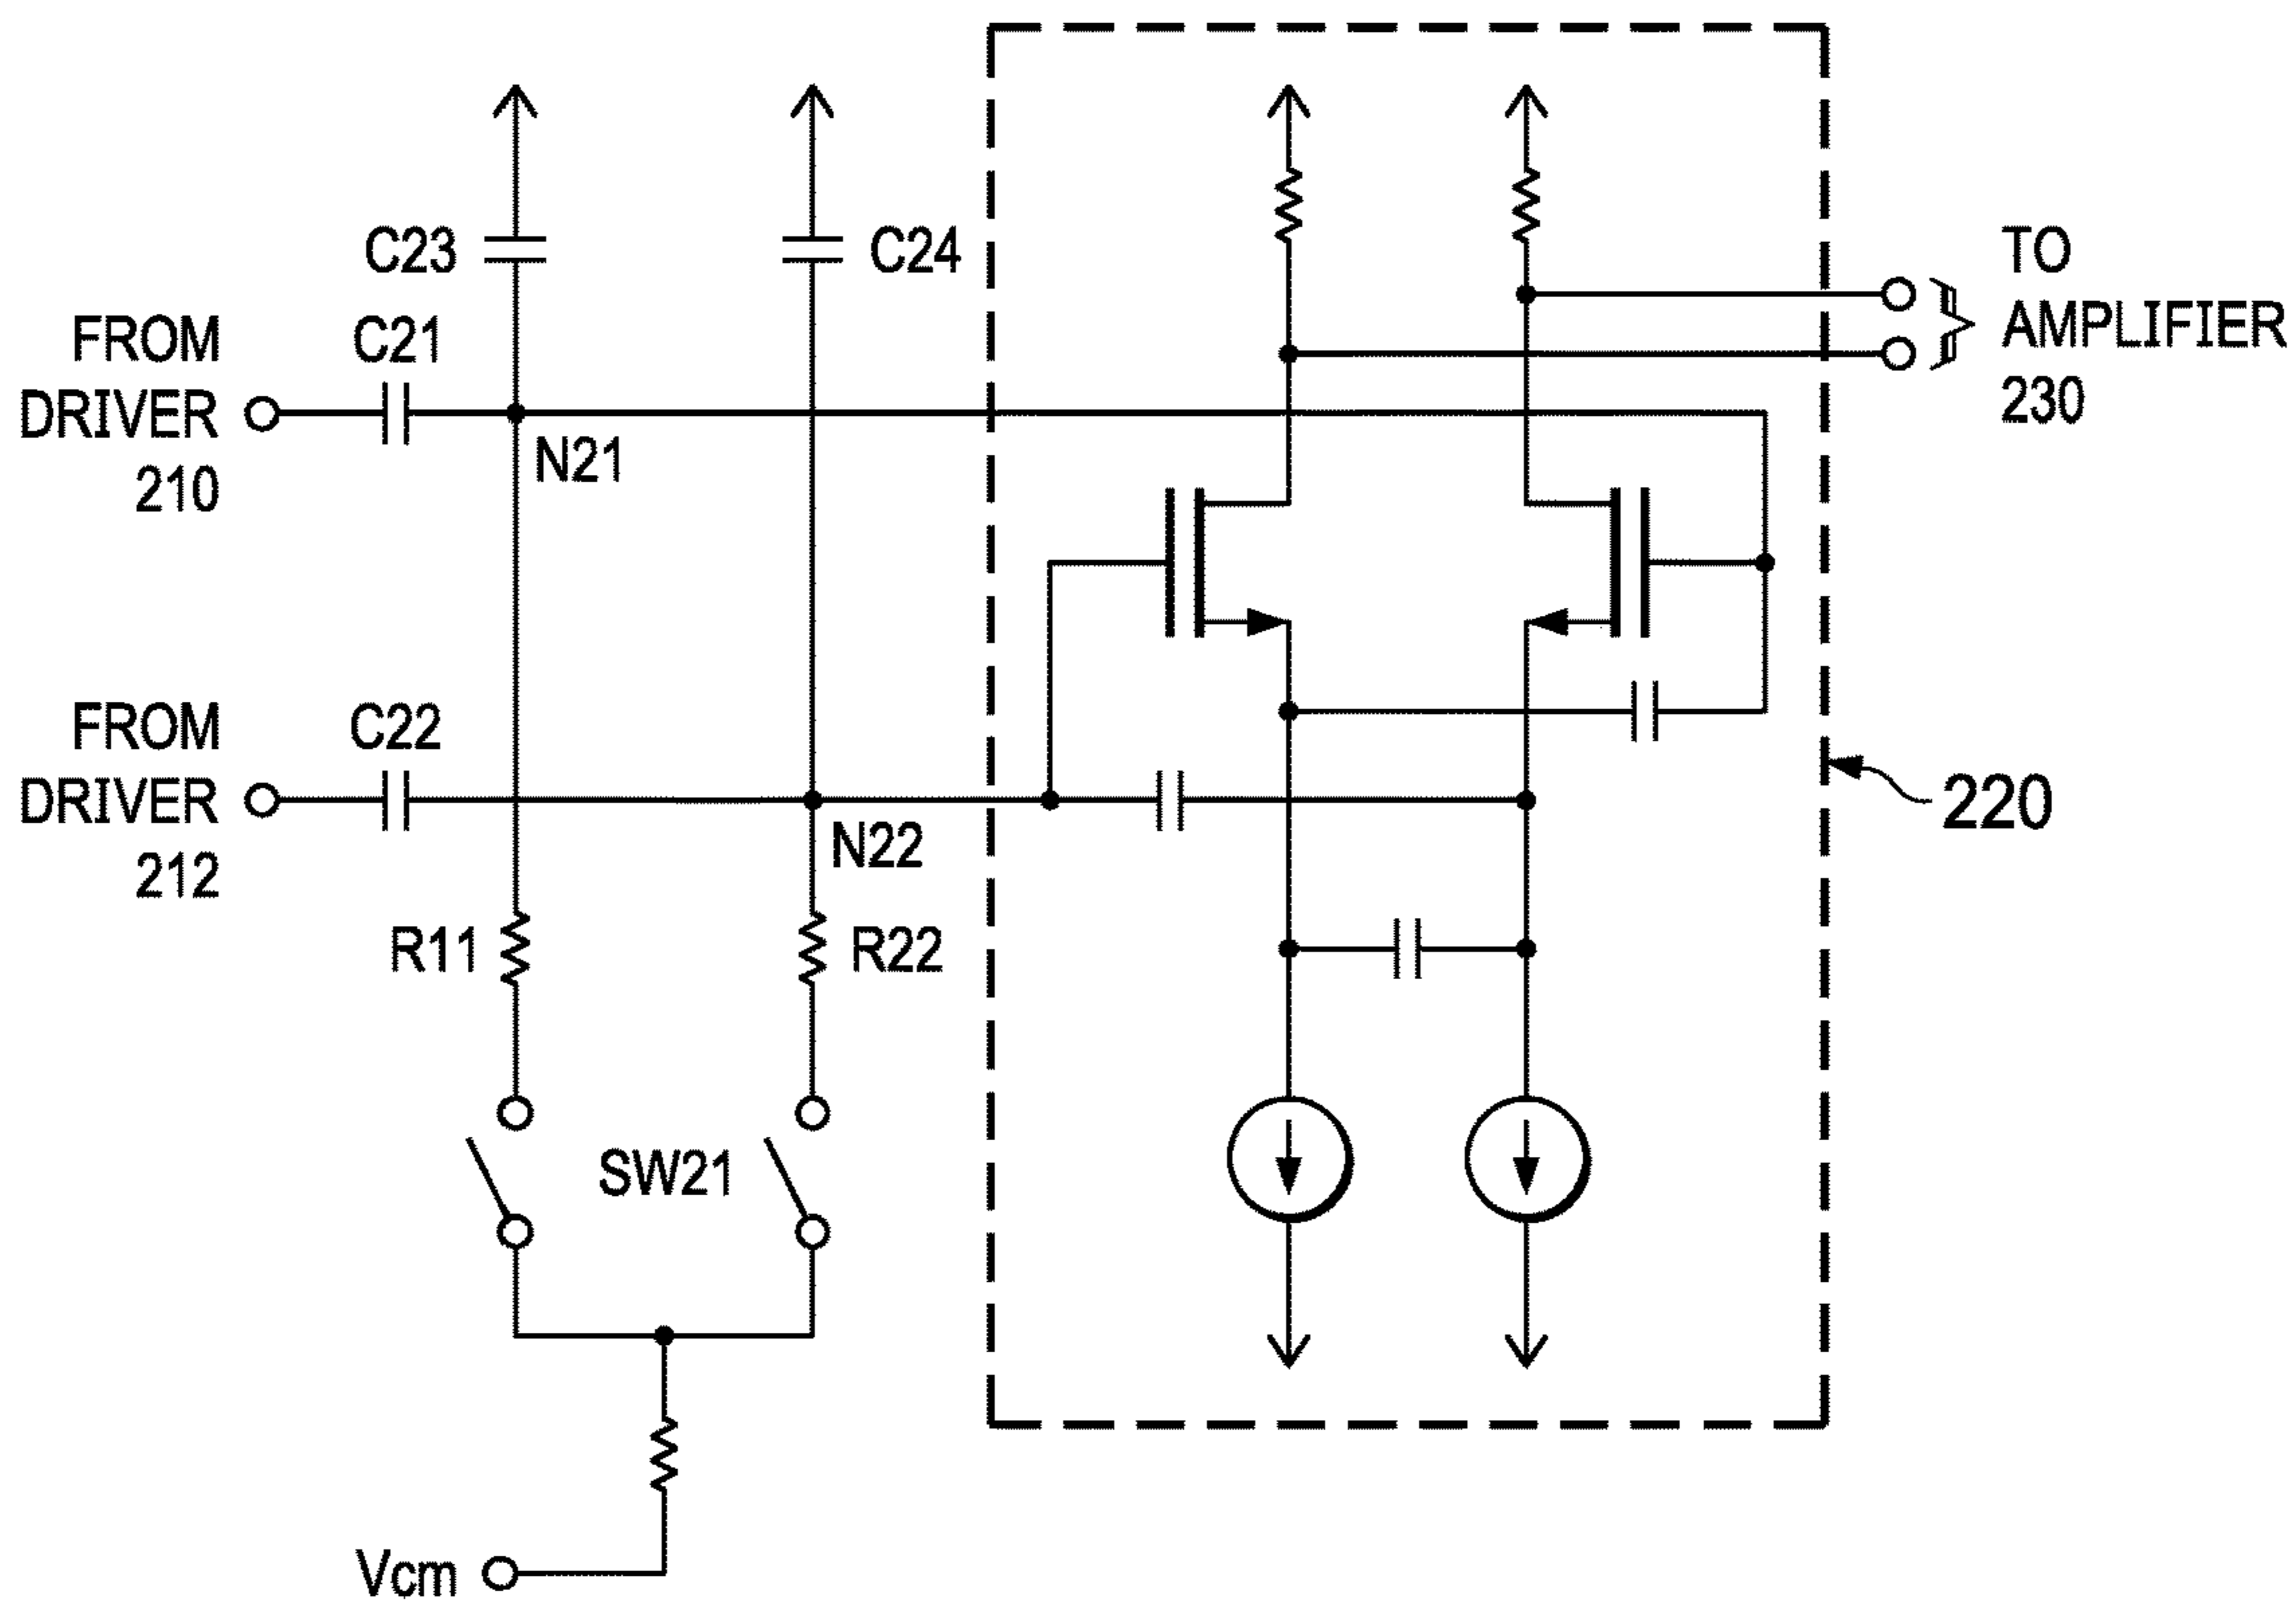 C23
C24
TO
AMPLIFIER
230
FROM
DRIVER
210
C21
N21
FROM
DRIVER
212
C22
N22
220
R11
R22
SW21
Vcm